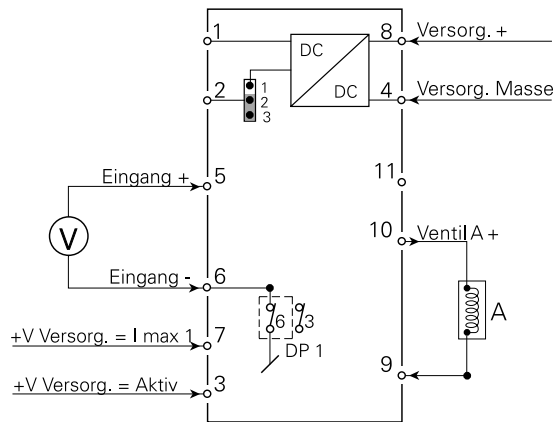 1
DC
8
Versorg. +
2
1
2
3
DC
4
Versorg. Masse
5
Eingang +
11
V
10
Ventil A +
Eingang -
6
6
3
A
+V Versorg. = I max 1
7
DP 1
9
+V Versorg. = Aktiv
3